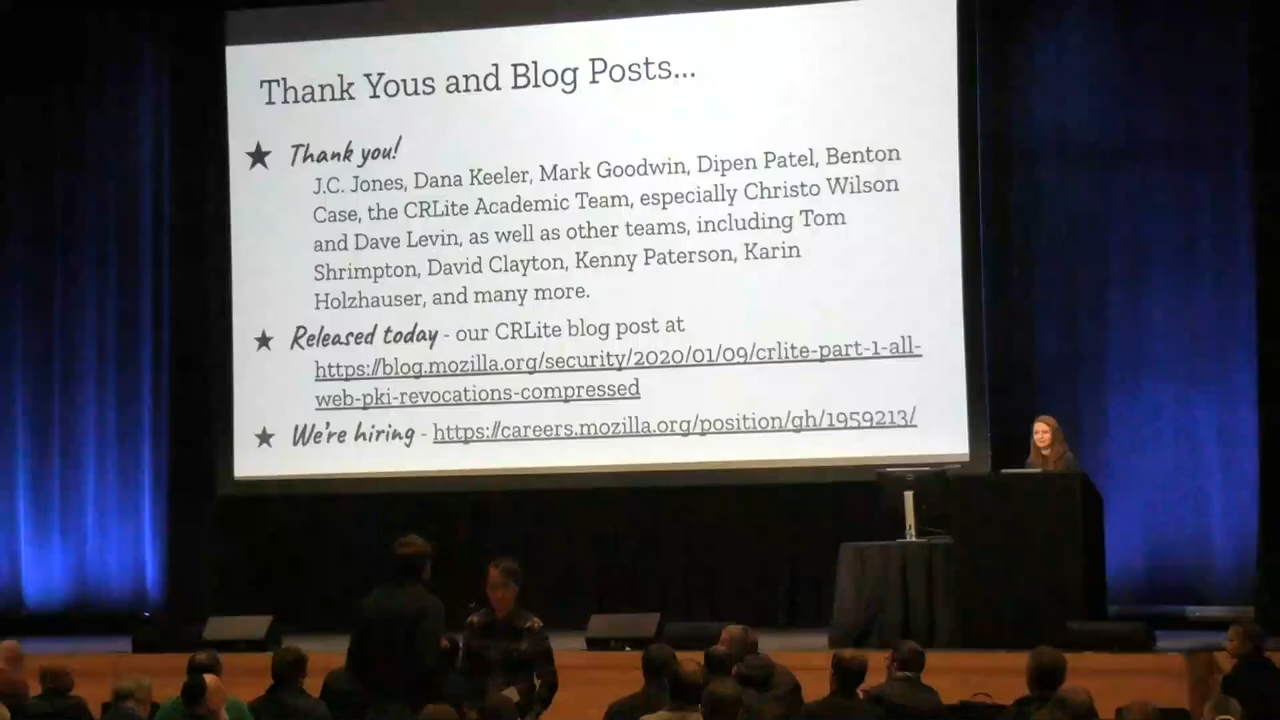 Thank Yous and Blog Posts...
★ Thank you!
J.C. Jones, Dana Keeler, Mark Goodwin, Dipen Patel, Benton
Case, the CRLite Academic Team, especially Christo Wilson
and Dave Levin, as well as other teams, including Tom
Shrimpton, David Clayton, Kenny Paterson, Karin
Holzhauser, and many more.
★ Released today - our CRLite blog post at
https://blog.mozilla.org/security/2020/01/09/crlite-part-1-all-
web-pki-revocations-compressed
★ We're hiring - https://careers.mozilla.org/position/gh/1959213/